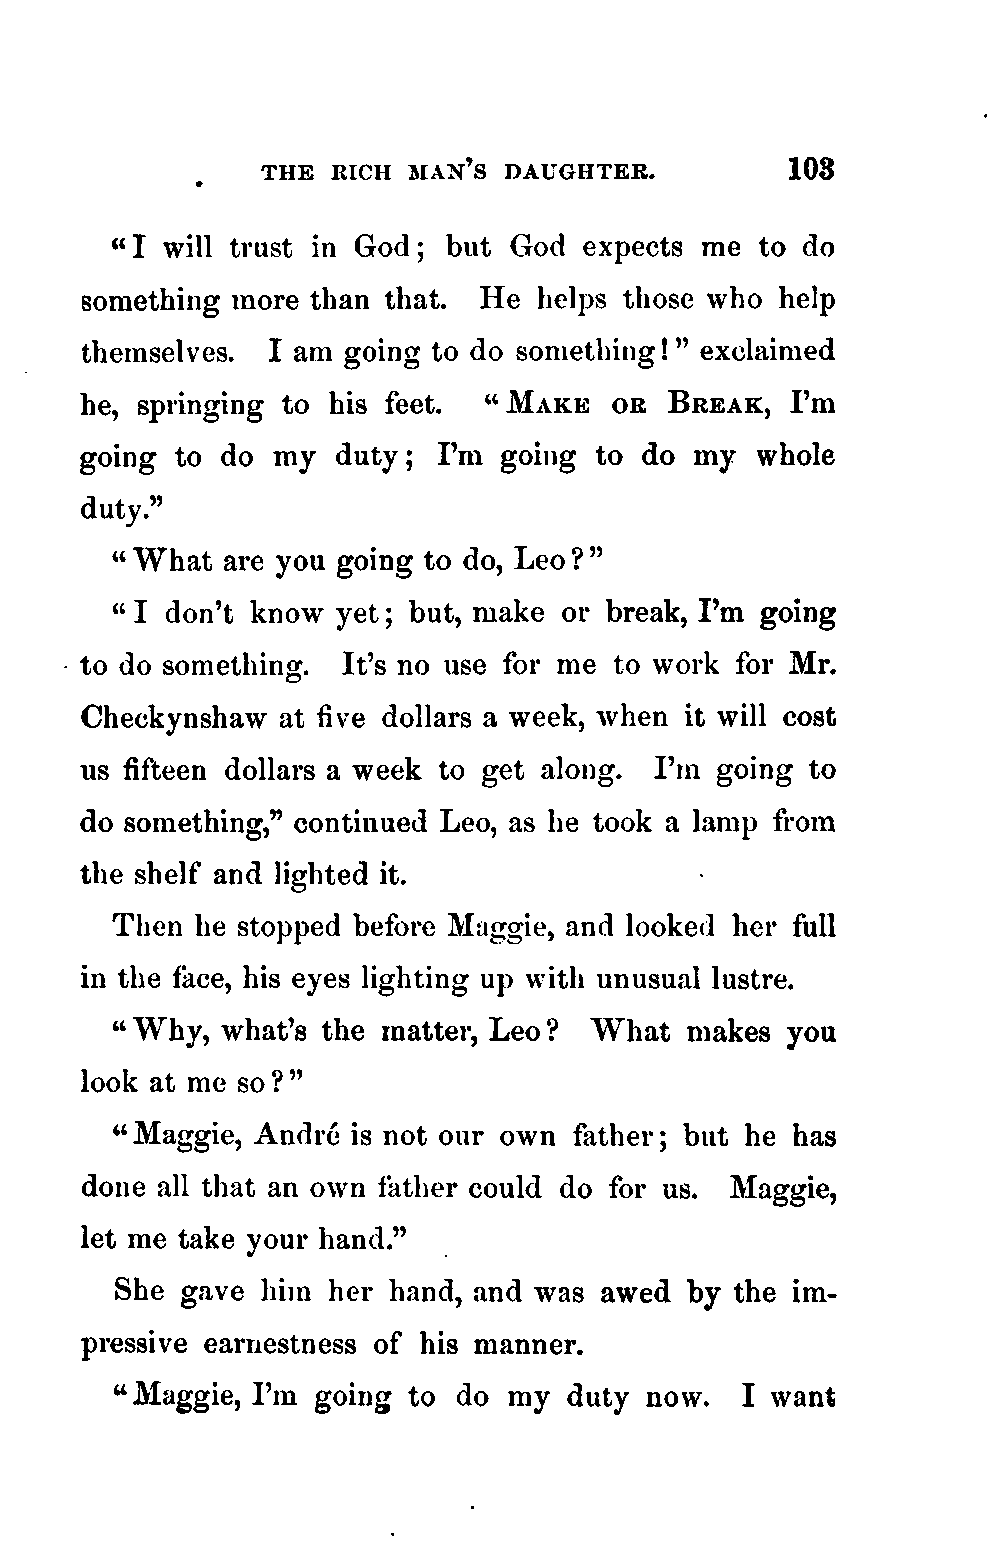 THE RICH MAN'S DAUGHTER. 103
"I will trust in God; but God expects me to do
something more than that. He helps those who help
themselves. I am going to do something!" exclaimed
he, springing to his feet. "MAKE OR BREAK, I'm
going to do my duty; I'm going to do my whole
duty."
"What are you going to do, Leo?"
"I don't know yet; but, make or break, I'm going
to do something. It's no use for me to work for Mr.
Checkynshaw at five dollars a week, when it will cost
us fifteen dollars a week to get along. I'm going to
do something," continued Leo, as he took a lamp from
the shelf and lighted it.
Then he stopped before Maggie, and looked her full
in the face, his eyes lighting up with unusual lustre.
"Why, what's the matter, Leo? What makes you
look at me so?"
"Maggie, André is not our own father; but he has
done all that an own father could do for us. Maggie,
let me take your hand."
She gave him her hand, and was awed by the im-
pressive earnestness of his manner.
"Maggie, I'm going to do my duty now. I want